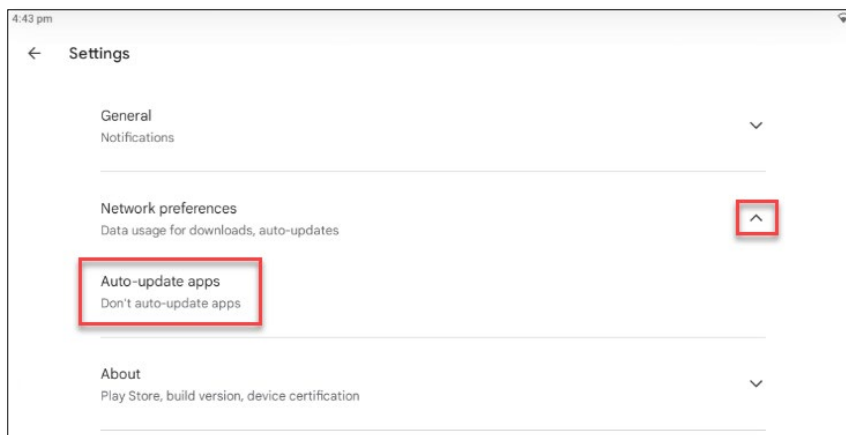 4:43 pm
Settings
General
Notifications
Network preferences
Data usage for downloads, auto-updates
Auto-update apps
Don't auto-update apps
About
Play Store, build version, device certification